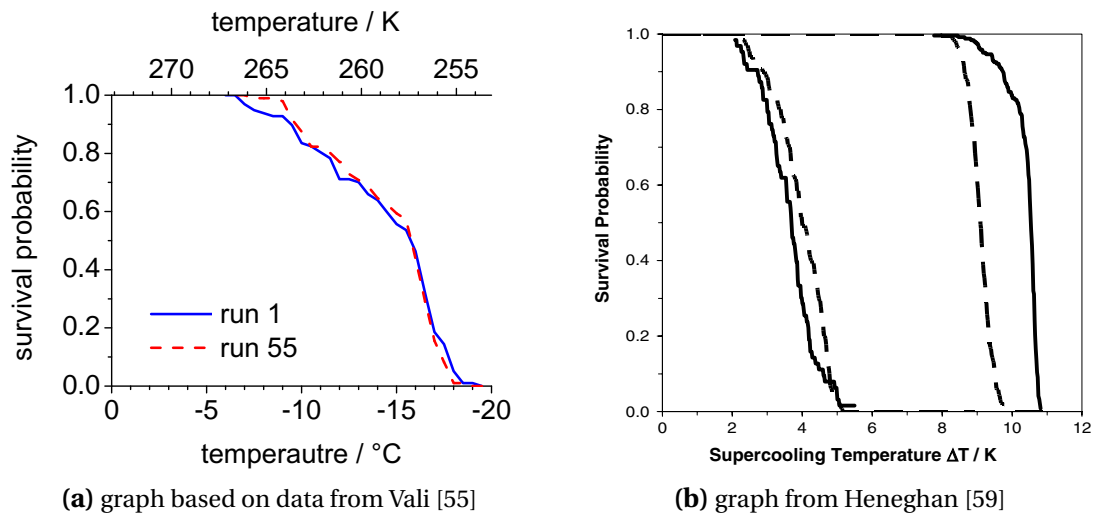 temperature / K
270 265 260 255
1.0
0.8
0.6
0.4
0.2
0.0
survival probability
run 1
run 55
0 -5 -10 -15 -20
temperautre / °C
(a) graph based on data from Vali [55]
1.0
0.8
0.6
0.4
0.2
0.0
Survival Probability
0 2 4 6 8 10 12
Supercooling Temperature ΔT / K
(b) graph from Heneghan [59]